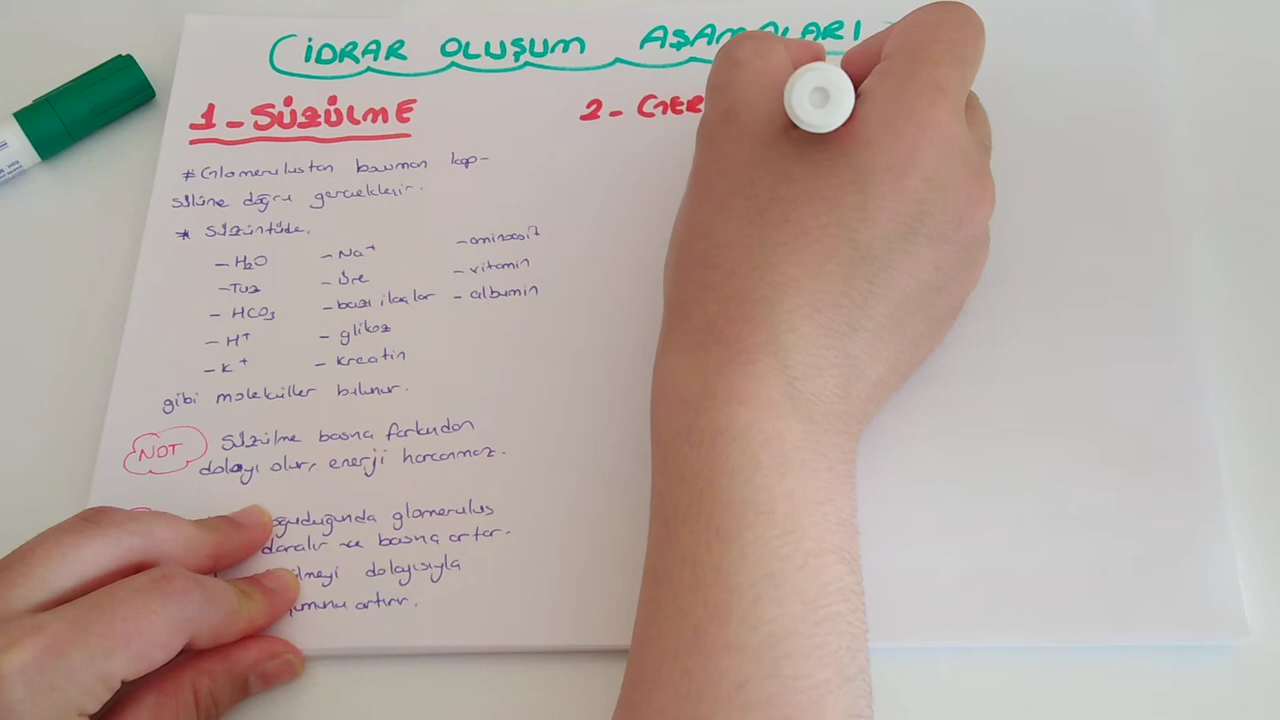 İDRAR OLUŞUM AŞAMALARI
1-SÜZÜLME
* Glomerulustan bowman kap-
sülüne doğru gerçekleşir.
* Süzüntüde,
- H₂O
- Tuz
- HCO₃
- H⁺
- K⁺
- Na⁺
- Üre
- bazı ilaçlar
- glikoz
- kreatin
- aminoasit
- vitamin
- albumin
gibi moleküller bulunur.
NOT
Süzülme basınç farkından
dolayı olur, enerji harcanmaz.
glomerulus
daralır ve basınç artar.
dolayısıyla
artırır.
2- GER